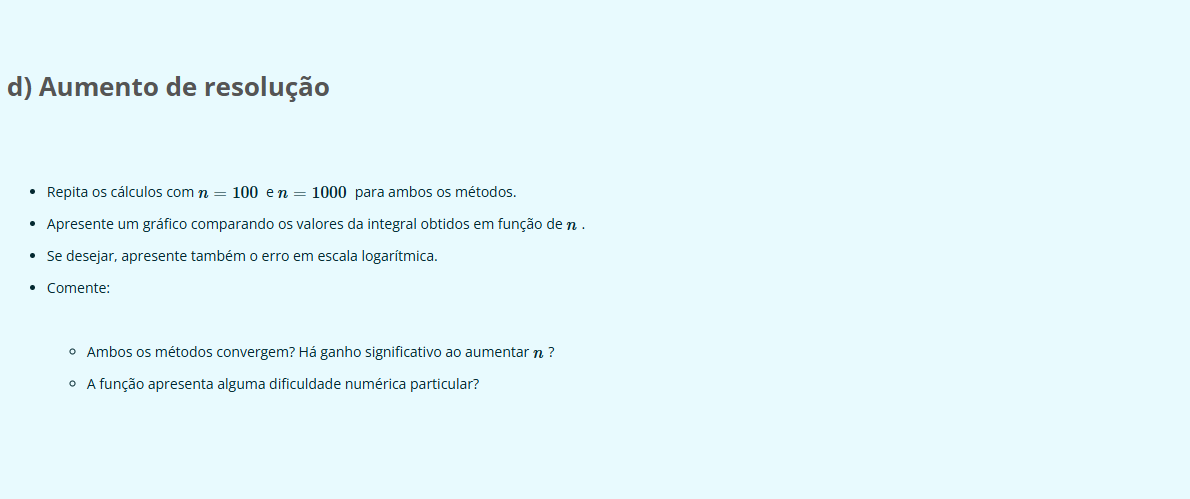 d) Aumento de resolução
• Repita os cálculos com n = 100 e n = 1000 para ambos os métodos.
• Apresente um gráfico comparando os valores da integral obtidos em função de n .
• Se desejar, apresente também o erro em escala logarítmica.
• Comente:
◦ Ambos os métodos convergem? Há ganho significativo ao aumentar n ?
◦ A função apresenta alguma dificuldade numérica particular?